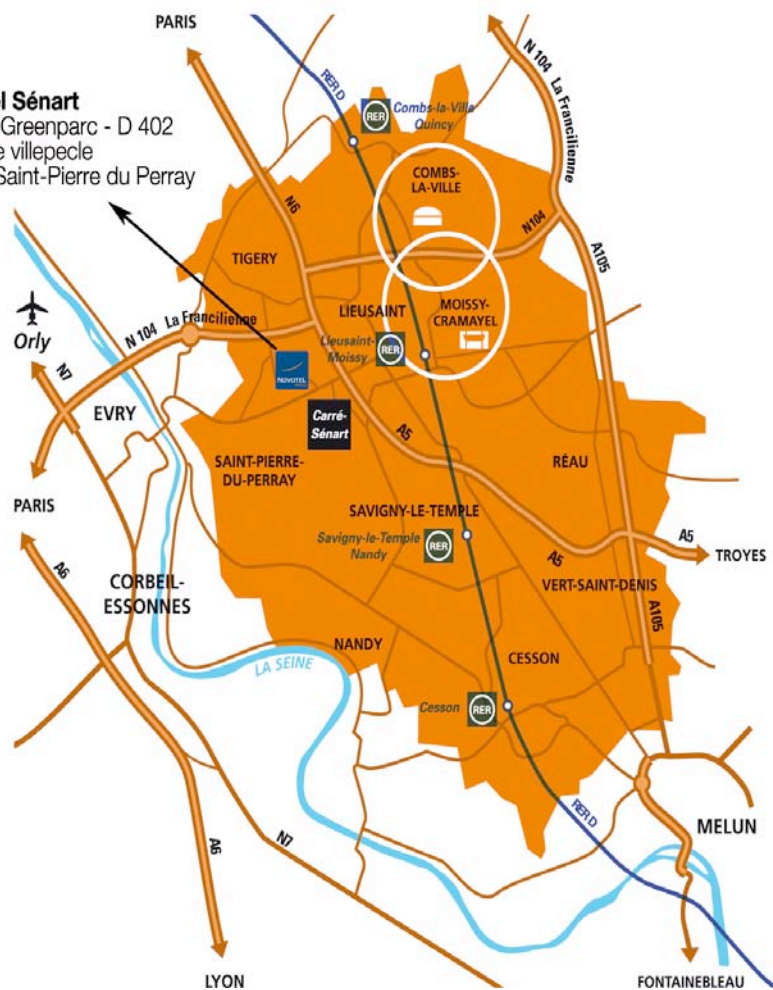 PARIS
N 104 La Francilienne
RER D
Sénart
Greenparc - D 402
villepecle
Saint-Pierre du Perray
RER
Combs-la-Ville
Quincy
COMBS-
LA-VILLE
N6
N104
A105
TIGERY
LIEUSAINT
MOISSY-
CRAMAYEL
Orly
N 104 La Francilienne
Lieusaint-
Moissy
RER
N7
NOVOTEL
EVRY
Carré-
Sénart
A5
SAINT-PIERRE-
DU-PERRAY
RÉAU
PARIS
SAVIGNY-LE-TEMPLE
Savigny-le-Temple
Nandy
RER
A5
A5
TROYES
A6
CORBEIL-
ESSONNES
VERT-SAINT-DENIS
A105
NANDY
CESSON
LA SEINE
Cesson
RER
RER D
MELUN
A6
N7
LYON
FONTAINEBLEAU